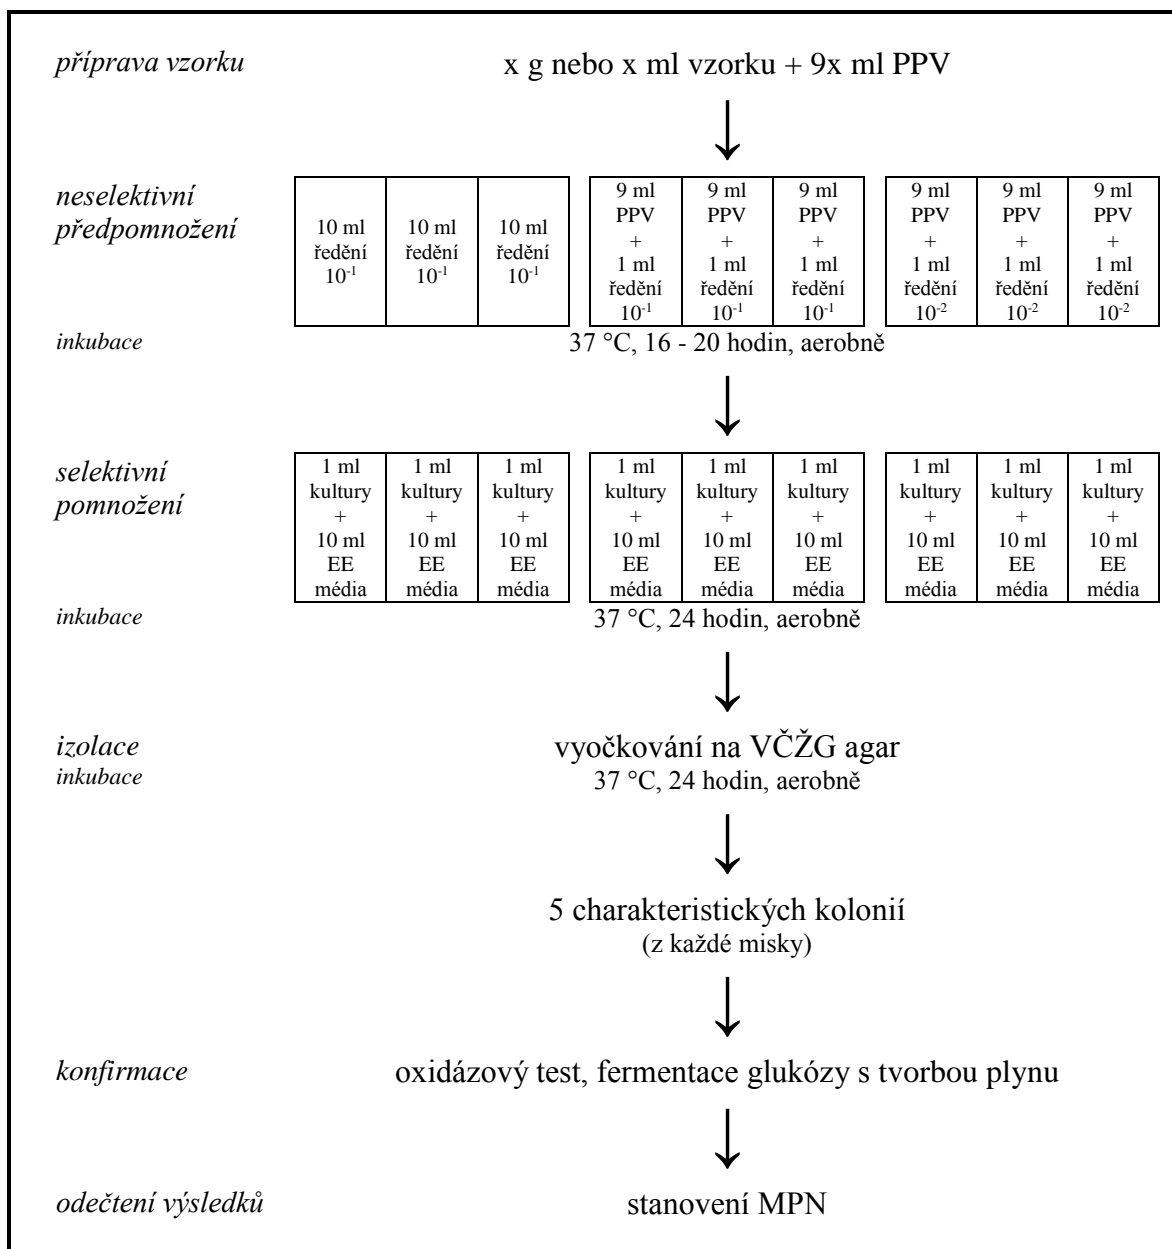 příprava vzorku
x g nebo x ml vzorku + 9x ml PPV
neselektivní
předpomnožení
10 ml
ředění
10⁻¹
10 ml
ředění
10⁻¹
10 ml
ředění
10⁻¹
9 ml
PPV
+
1 ml
ředění
10⁻¹
9 ml
PPV
+
1 ml
ředění
10⁻¹
9 ml
PPV
+
1 ml
ředění
10⁻¹
9 ml
PPV
+
1 ml
ředění
10⁻²
9 ml
PPV
+
1 ml
ředění
10⁻²
9 ml
PPV
+
1 ml
ředění
10⁻²
inkubace
37 °C, 16 - 20 hodin, aerobně
selektivní
pomnožení
1 ml
kultury
+
10 ml
EE
média
1 ml
kultury
+
10 ml
EE
média
1 ml
kultury
+
10 ml
EE
média
1 ml
kultury
+
10 ml
EE
média
1 ml
kultury
+
10 ml
EE
média
1 ml
kultury
+
10 ml
EE
média
1 ml
kultury
+
10 ml
EE
média
1 ml
kultury
+
10 ml
EE
média
1 ml
kultury
+
10 ml
EE
média
inkubace
37 °C, 24 hodin, aerobně
izolace
vyočkování na VČŽG agar
inkubace
37 °C, 24 hodin, aerobně
5 charakteristických kolonií
(z každé misky)
konfirmace
oxidázový test, fermentace glukózy s tvorbou plynu
odečtení výsledků
stanovení MPN